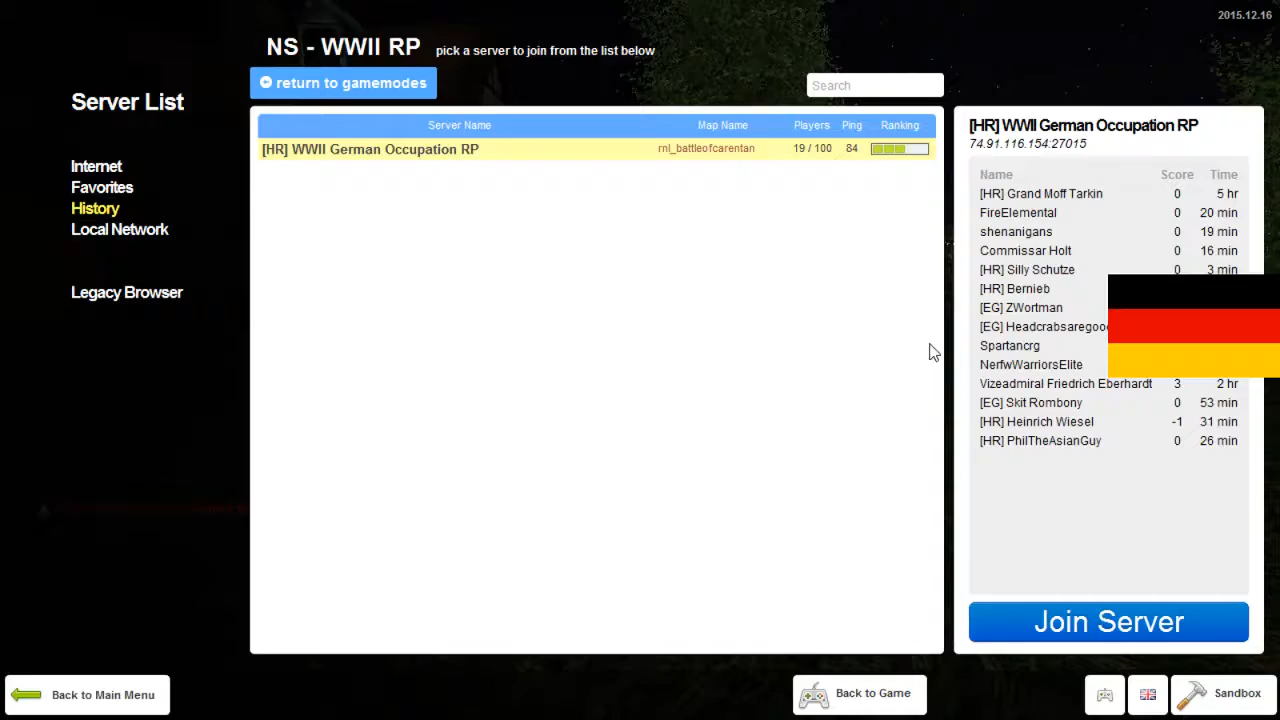 2015.12.16
NS - WWII RP pick a server to join from the list below
return to gamemodes
Search
Server List
Internet
Favorites
History
Local Network
Legacy Browser
Server Name Map Name Players Ping Ranking
[HR] WWII German Occupation RP rnl_battleofcarentan 19 / 100 84
[HR] WWII German Occupation RP
74.91.116.154:27015
Name Score Time
[HR] Grand Moff Tarkin 0 5 hr
FireElemental 0 20 min
shenanigans 0 19 min
Commissar Holt 0 16 min
[HR] Silly Schutze 0 3 min
[HR] Bernieb
[EG] ZWortman
[EG] Headcrabsaregood
Spartancrg
NerfwWarriorsElite
Vizeadmiral Friedrich Eberhardt 3 2 hr
[EG] Skit Rombony 0 53 min
[HR] Heinrich Wiesel -1 31 min
[HR] PhilTheAsianGuy 0 26 min
Join Server
Back to Main Menu
Back to Game
Sandbox